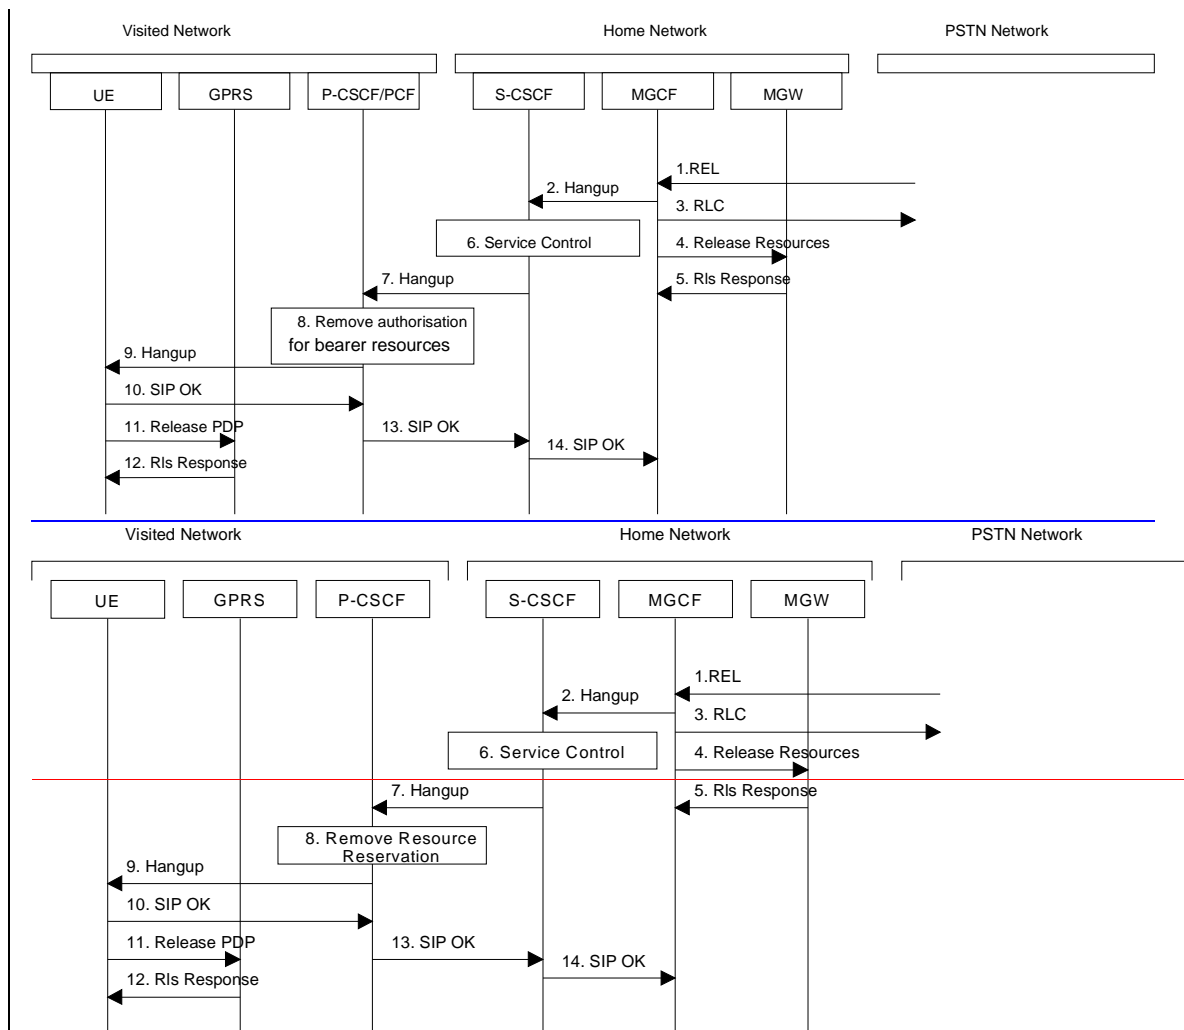 Visited Network
Home Network
PSTN Network
UE
GPRS
P-CSCF/PCF
S-CSCF
MGCF
MGW
1.REL
2. Hangup
3. RLC
6. Service Control
4. Release Resources
7. Hangup
5. Rls Response
8. Remove authorisation
for bearer resources
9. Hangup
10. SIP OK
11. Release PDP
13. SIP OK
14. SIP OK
12. Rls Response
Visited Network
Home Network
PSTN Network
UE
GPRS
P-CSCF
S-CSCF
MGCF
MGW
1.REL
2. Hangup
3. RLC
6. Service Control
4. Release Resources
7. Hangup
5. Rls Response
8. Remove Resource
Reservation
9. Hangup
10. SIP OK
11. Release PDP
13. SIP OK
14. SIP OK
12. Rls Response